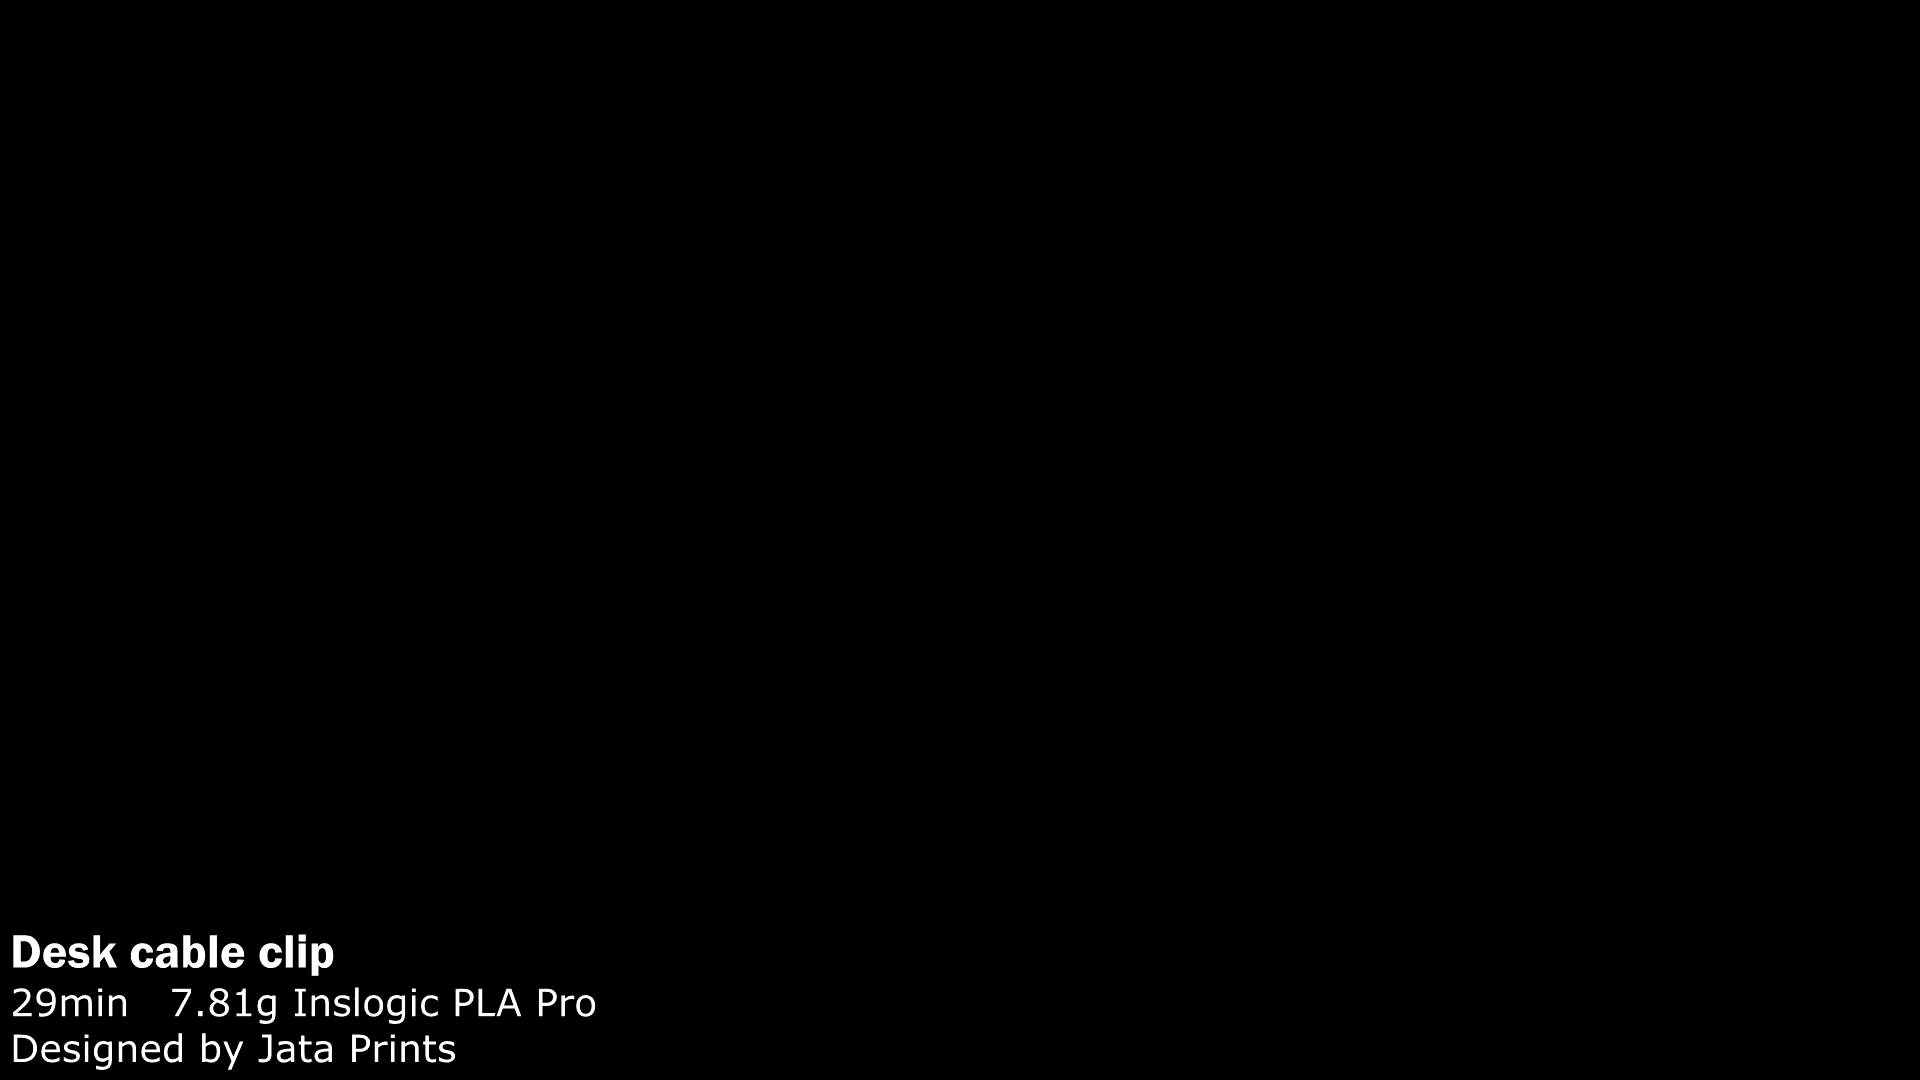 Desk cable clip
29min   7.81g Inslogic PLA Pro
Designed by Jata Prints